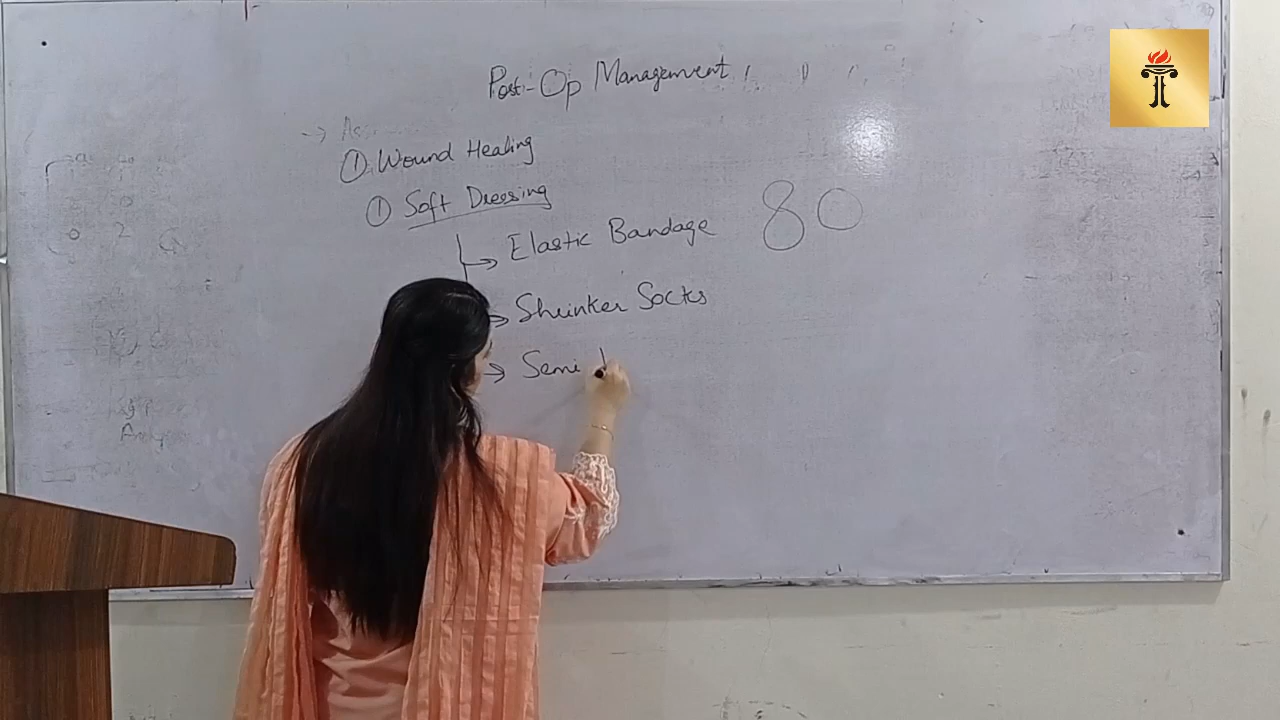 Post-Op Management
① Wound Healing
① Soft Dressing
Elastic Bandage 80
→ Shrinker Socks
→ Semi